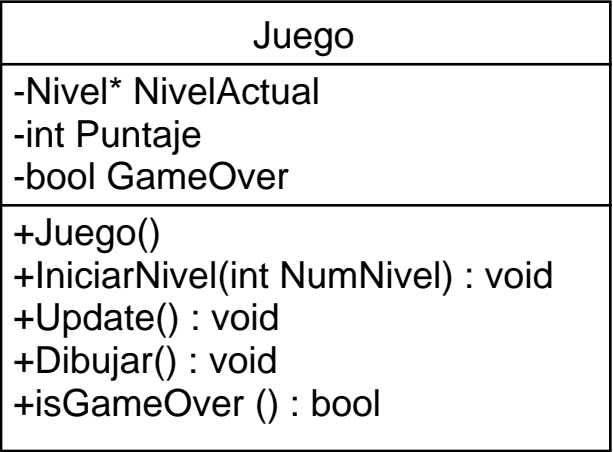 Juego
-Nivel* NivelActual
-int Puntaje
-bool GameOver
+Juego()
+IniciarNivel(int NumNivel) : void
+Update() : void
+Dibujar() : void
+isGameOver () : bool